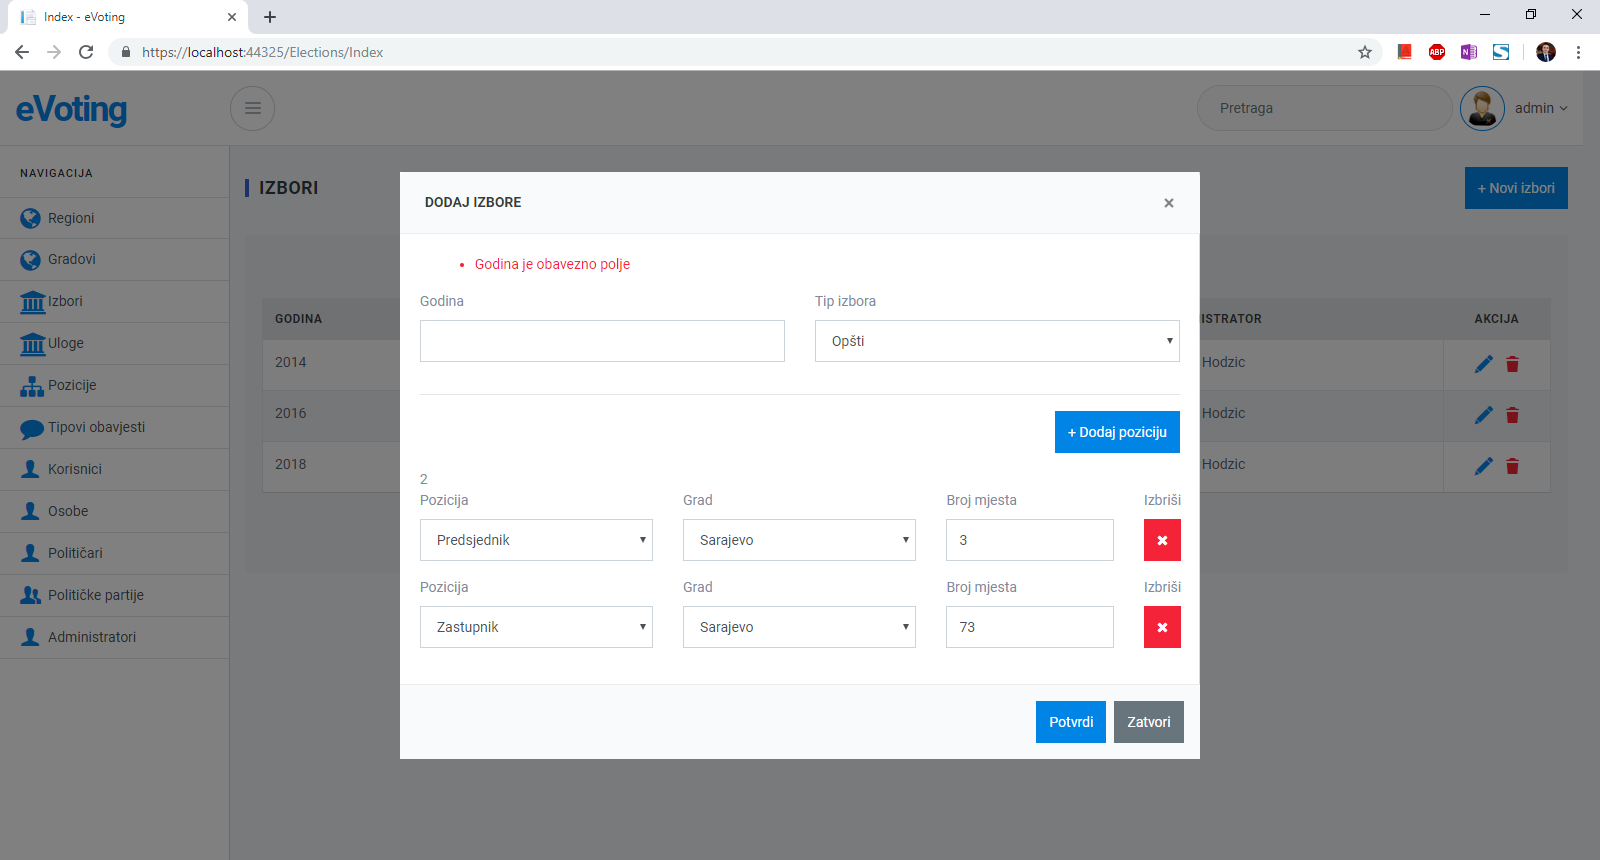 Index - eVoting
https://localhost:44325/Elections/Index
ABP
N
S
eVoting
Pretraga
admin
NAVIGACIJA
Regioni
Gradovi
Izbori
Uloge
Pozicije
Tipovi obavjesti
Korisnici
Osobe
Političari
Političke partije
Administratori
IZBORI
+ Novi izbori
GODINA
ISTRATOR
AKCIJA
2014
Hodzic
2016
Hodzic
2018
Hodzic
DODAJ IZBORE
×
• Godina je obavezno polje
Godina
Tip izbora
Opšti
+ Dodaj poziciju
2
Pozicija Grad Broj mjesta Izbriši
Predsjednik Sarajevo 3
Pozicija Grad Broj mjesta Izbriši
Zastupnik Sarajevo 73
Potvrdi Zatvori